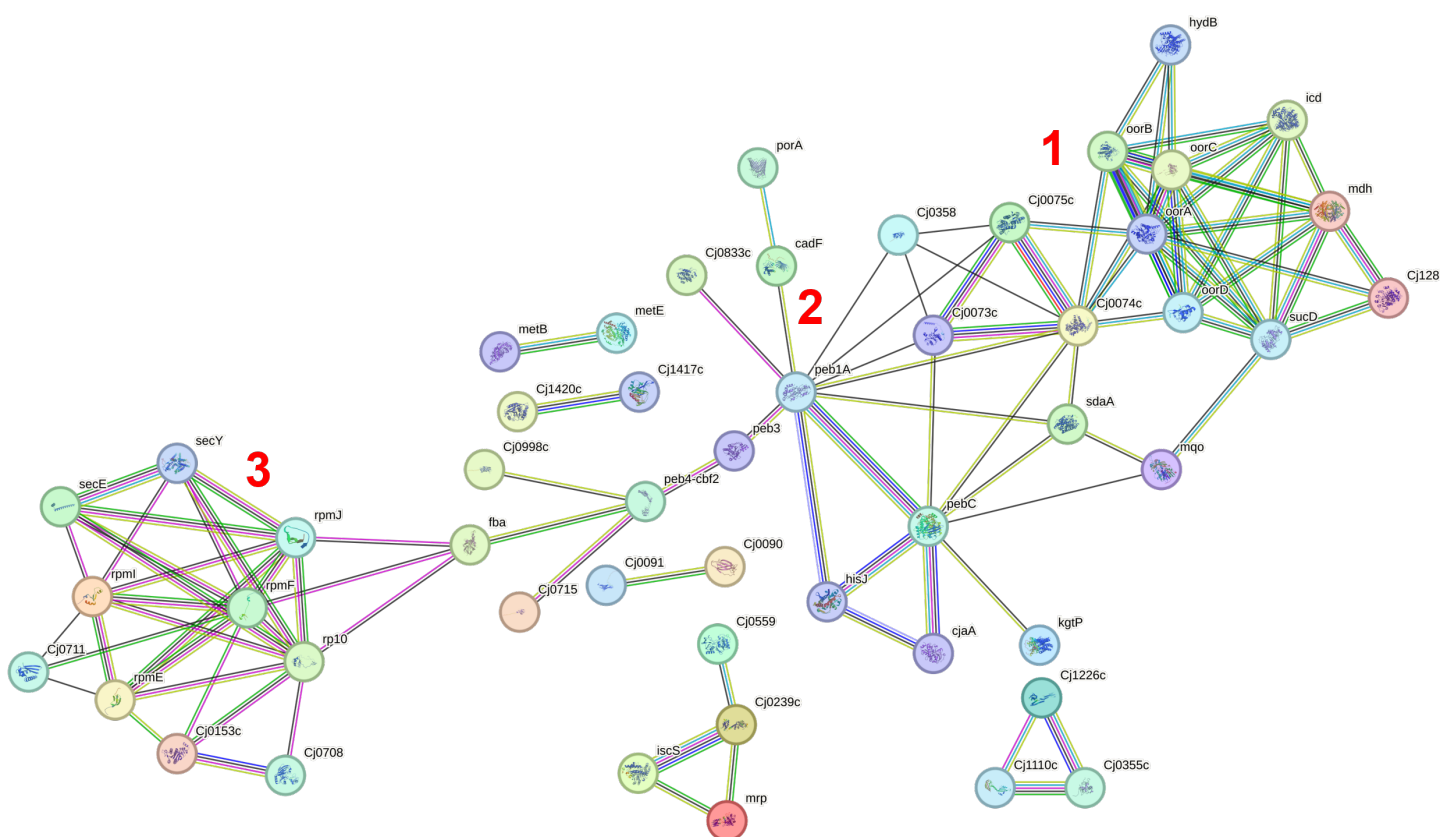 hydB
icd
oorB
1
oorC
porA
mdh
Cj0075c
oorA
Cj0358
cadF
Cj0833c
Cj128
oorD
2
Cj0074c
metE
sucD
Cj0073c
metB
peb1A
Cj1417c
Cj1420c
sdaA
peb3
secY
mqo
Cj0998c
3
peb4-cbf2
secE
pebC
rpmJ
fba
Cj0090
Cj0091
rpmI
rpmF
hisJ
Cj0715
kgtP
Cj0559
rp10
cjaA
Cj0711
rpmE
Cj1226c
Cj0239c
Cj0153c
Cj0708
iscS
Cj1110c
Cj0355c
mrp